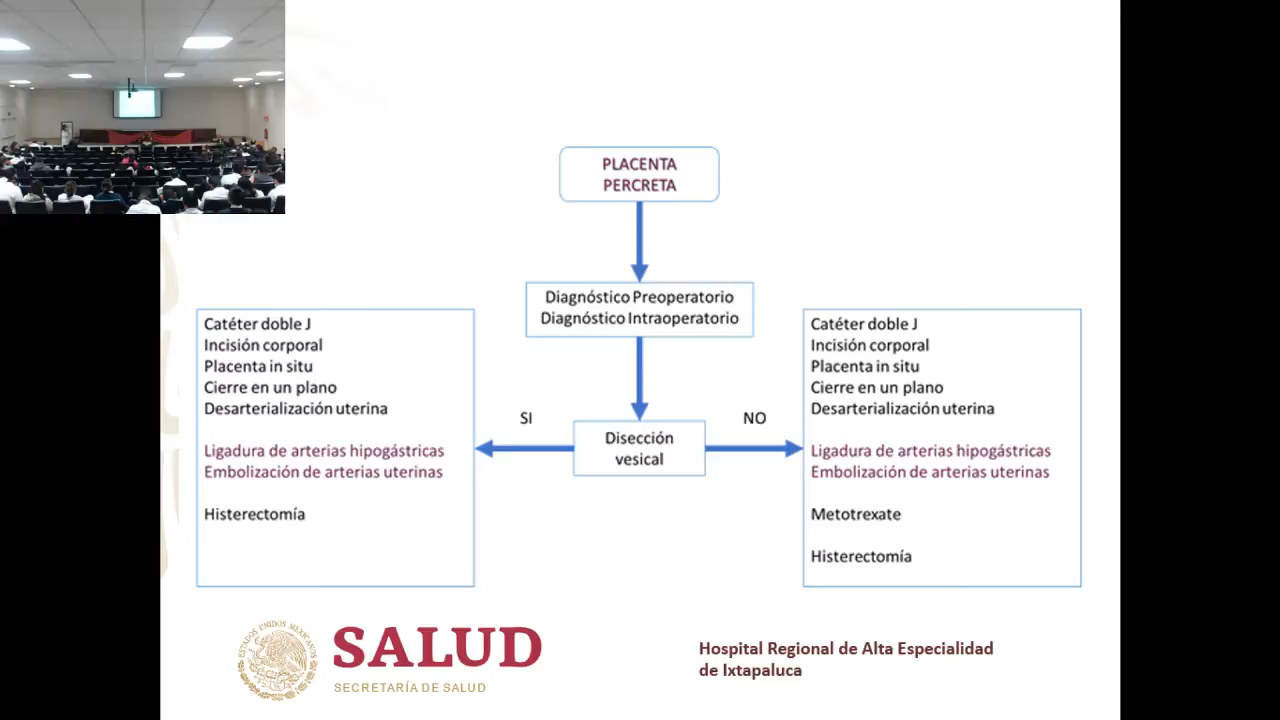 PLACENTA
PERCRETA
Diagnóstico Preoperatorio
Diagnóstico Intraoperatorio
Catéter doble J
Incisión corporal
Placenta in situ
Cierre en un plano
Desarterialización uterina
Ligadura de arterias hipogástricas
Embolización de arterias uterinas
Histerectomía
SI
Disección
vesical
NO
Catéter doble J
Incisión corporal
Placenta in situ
Cierre en un plano
Desarterialización uterina
Ligadura de arterias hipogástricas
Embolización de arterias uterinas
Metotrexate
Histerectomía
ESTADOS UNIDOS MEXICANOS
SALUD
SECRETARÍA DE SALUD
Hospital Regional de Alta Especialidad
de Ixtapaluca